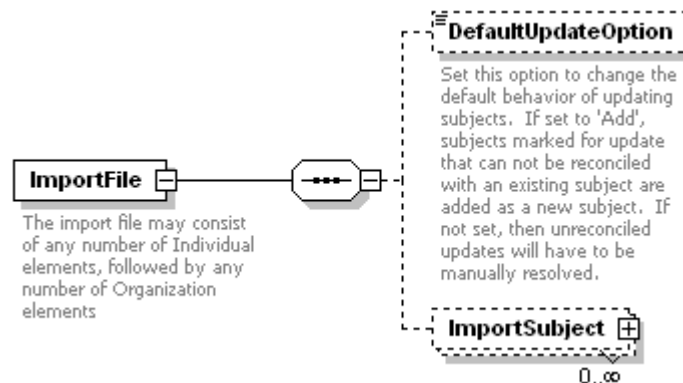 DefaultUpdateOption
Set this option to change the
default behavior of updating
subjects. If set to 'Add',
subjects marked for update
that can not be reconciled
with an existing subject are
added as a new subject. If
not set, then unreconciled
updates will have to be
manually resolved.
ImportFile
The import file may consist
of any number of Individual
elements, followed by any
number of Organization
elements
ImportSubject
0..∞